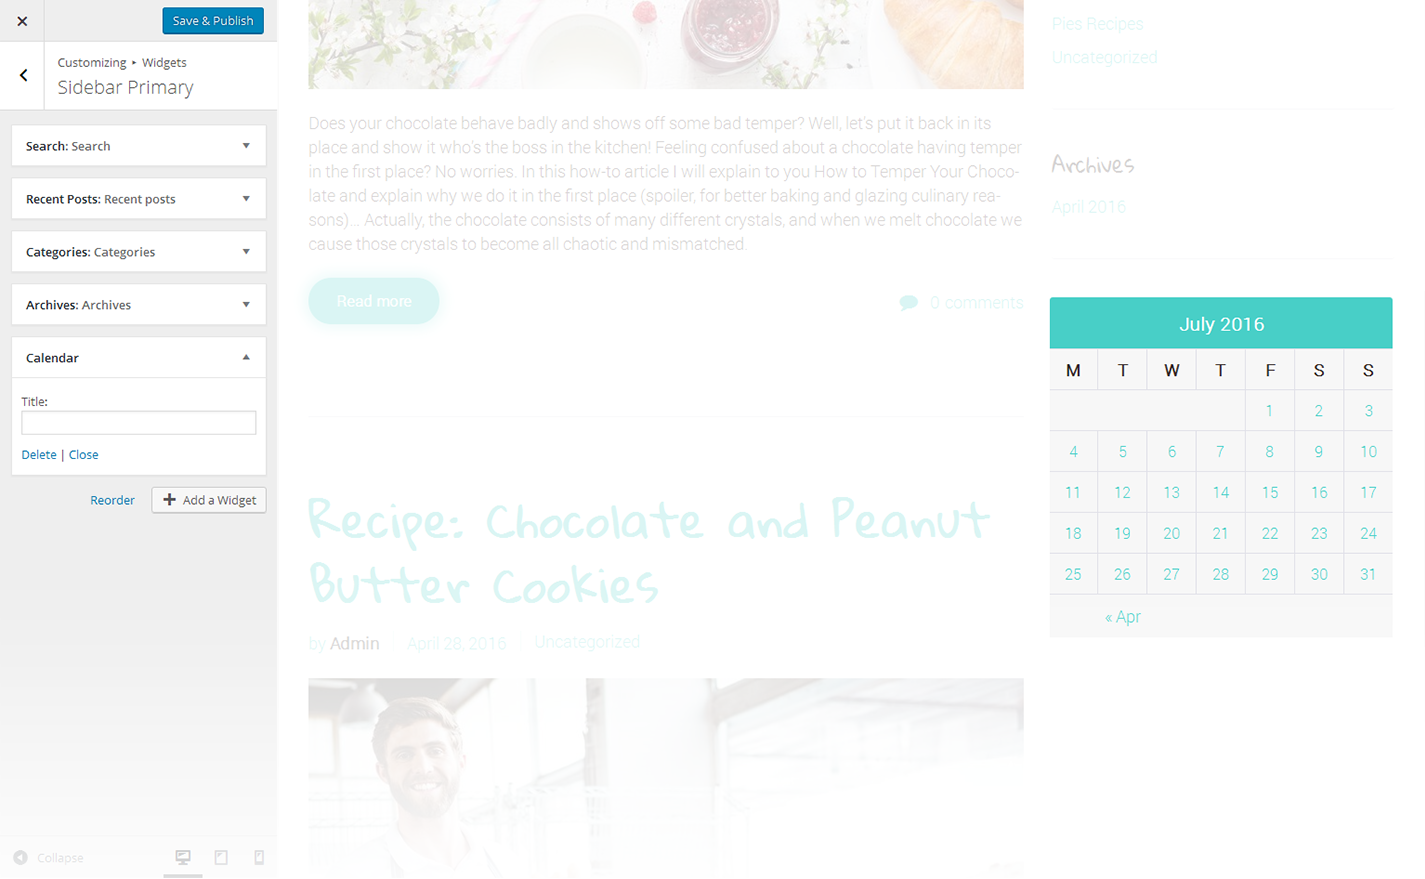 Save & Publish
Customizing ▸ Widgets
Sidebar Primary
Search: Search
Recent Posts: Recent posts
Categories: Categories
Archives: Archives
Calendar
Title:
Delete | Close
Reorder
Add a Widget
Collapse
Does your chocolate behave badly and shows off some bad temper? Well, let's put it back in its
place and show it who's the boss in the kitchen! Feeling confused about a chocolate having temper
in the first place? No worries. In this how-to article I will explain to you How to Temper Your Choco-
late and explain why we do it in the first place (spoiler, for better baking and glazing culinary rea-
sons)... Actually, the chocolate consists of many different crystals, and when we melt chocolate we
cause those crystals to become all chaotic and mismatched.
Read more
0 comments
Recipe: Chocolate and Peanut
Butter Cookies
by Admin April 28, 2016 Uncategorized
Pies Recipes
Uncategorized
Archives
April 2016
July 2016
M T W T F S S
1 2 3
4 5 6 7 8 9 10
11 12 13 14 15 16 17
18 19 20 21 22 23 24
25 26 27 28 29 30 31
« Apr